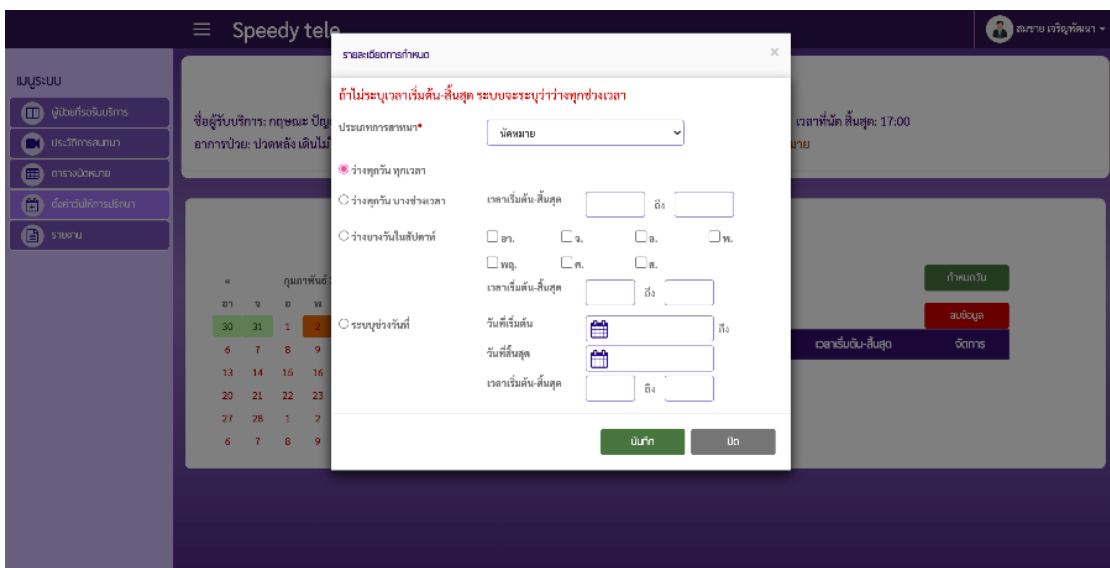 Speedy tele
สมชาย เจริญพัฒนา
เมนูระบบ
ผู้ป่วยที่รอรับบริการ
ประวัติการสนทนา
ตารางนัดหมาย
ตั้งค่าวันให้การปรึกษา
รายงาน
ชื่อผู้รับบริการ: กฤษณะ
เวลาที่นัด สิ้นสุด: 17:00
อาการป่วย: ปวดหลัง
รายละเอียดการกำหนด
×
ถ้าไม่ระบุเวลาเริ่มต้น-สิ้นสุด ระบบจะระบุว่าว่างทุกช่วงเวลา
ประเภทการสาทนา*
นัดหมาย
ว่างทุกวัน ทุกเวลา
ว่างทุกวัน บางช่วงเวลา เวลาเริ่มต้น-สิ้นสุด ถึง
ว่างบางวันในสัปดาห์ อา. จ. อ. พ.
พฤ. ศ. ส.
เวลาเริ่มต้น-สิ้นสุด ถึง
ระบุช่วงวันที่ วันที่เริ่มต้น ถึง
วันที่สิ้นสุด
เวลาเริ่มต้น-สิ้นสุด ถึง
บันทึก ปิด
« กุมภาพันธ์
อา จ อ พ
30 31 1 2
6 7 8 9
13 14 15 16
20 21 22 23
27 28 1 2
6 7 8 9
กำหนดวัน
ลบข้อมูล
เวลาเริ่มต้น-สิ้นสุด จัดการ